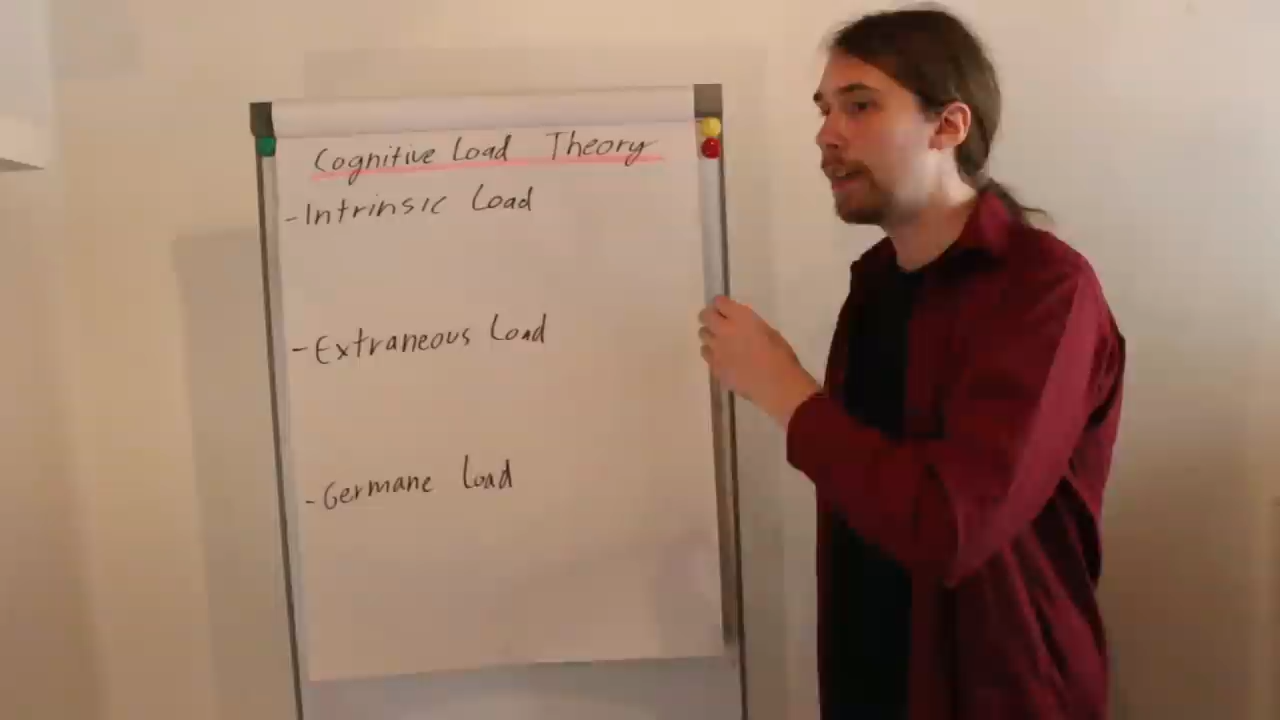 Cognitive Load Theory
- Intrinsic Load
- Extraneous Load
- Germane Load